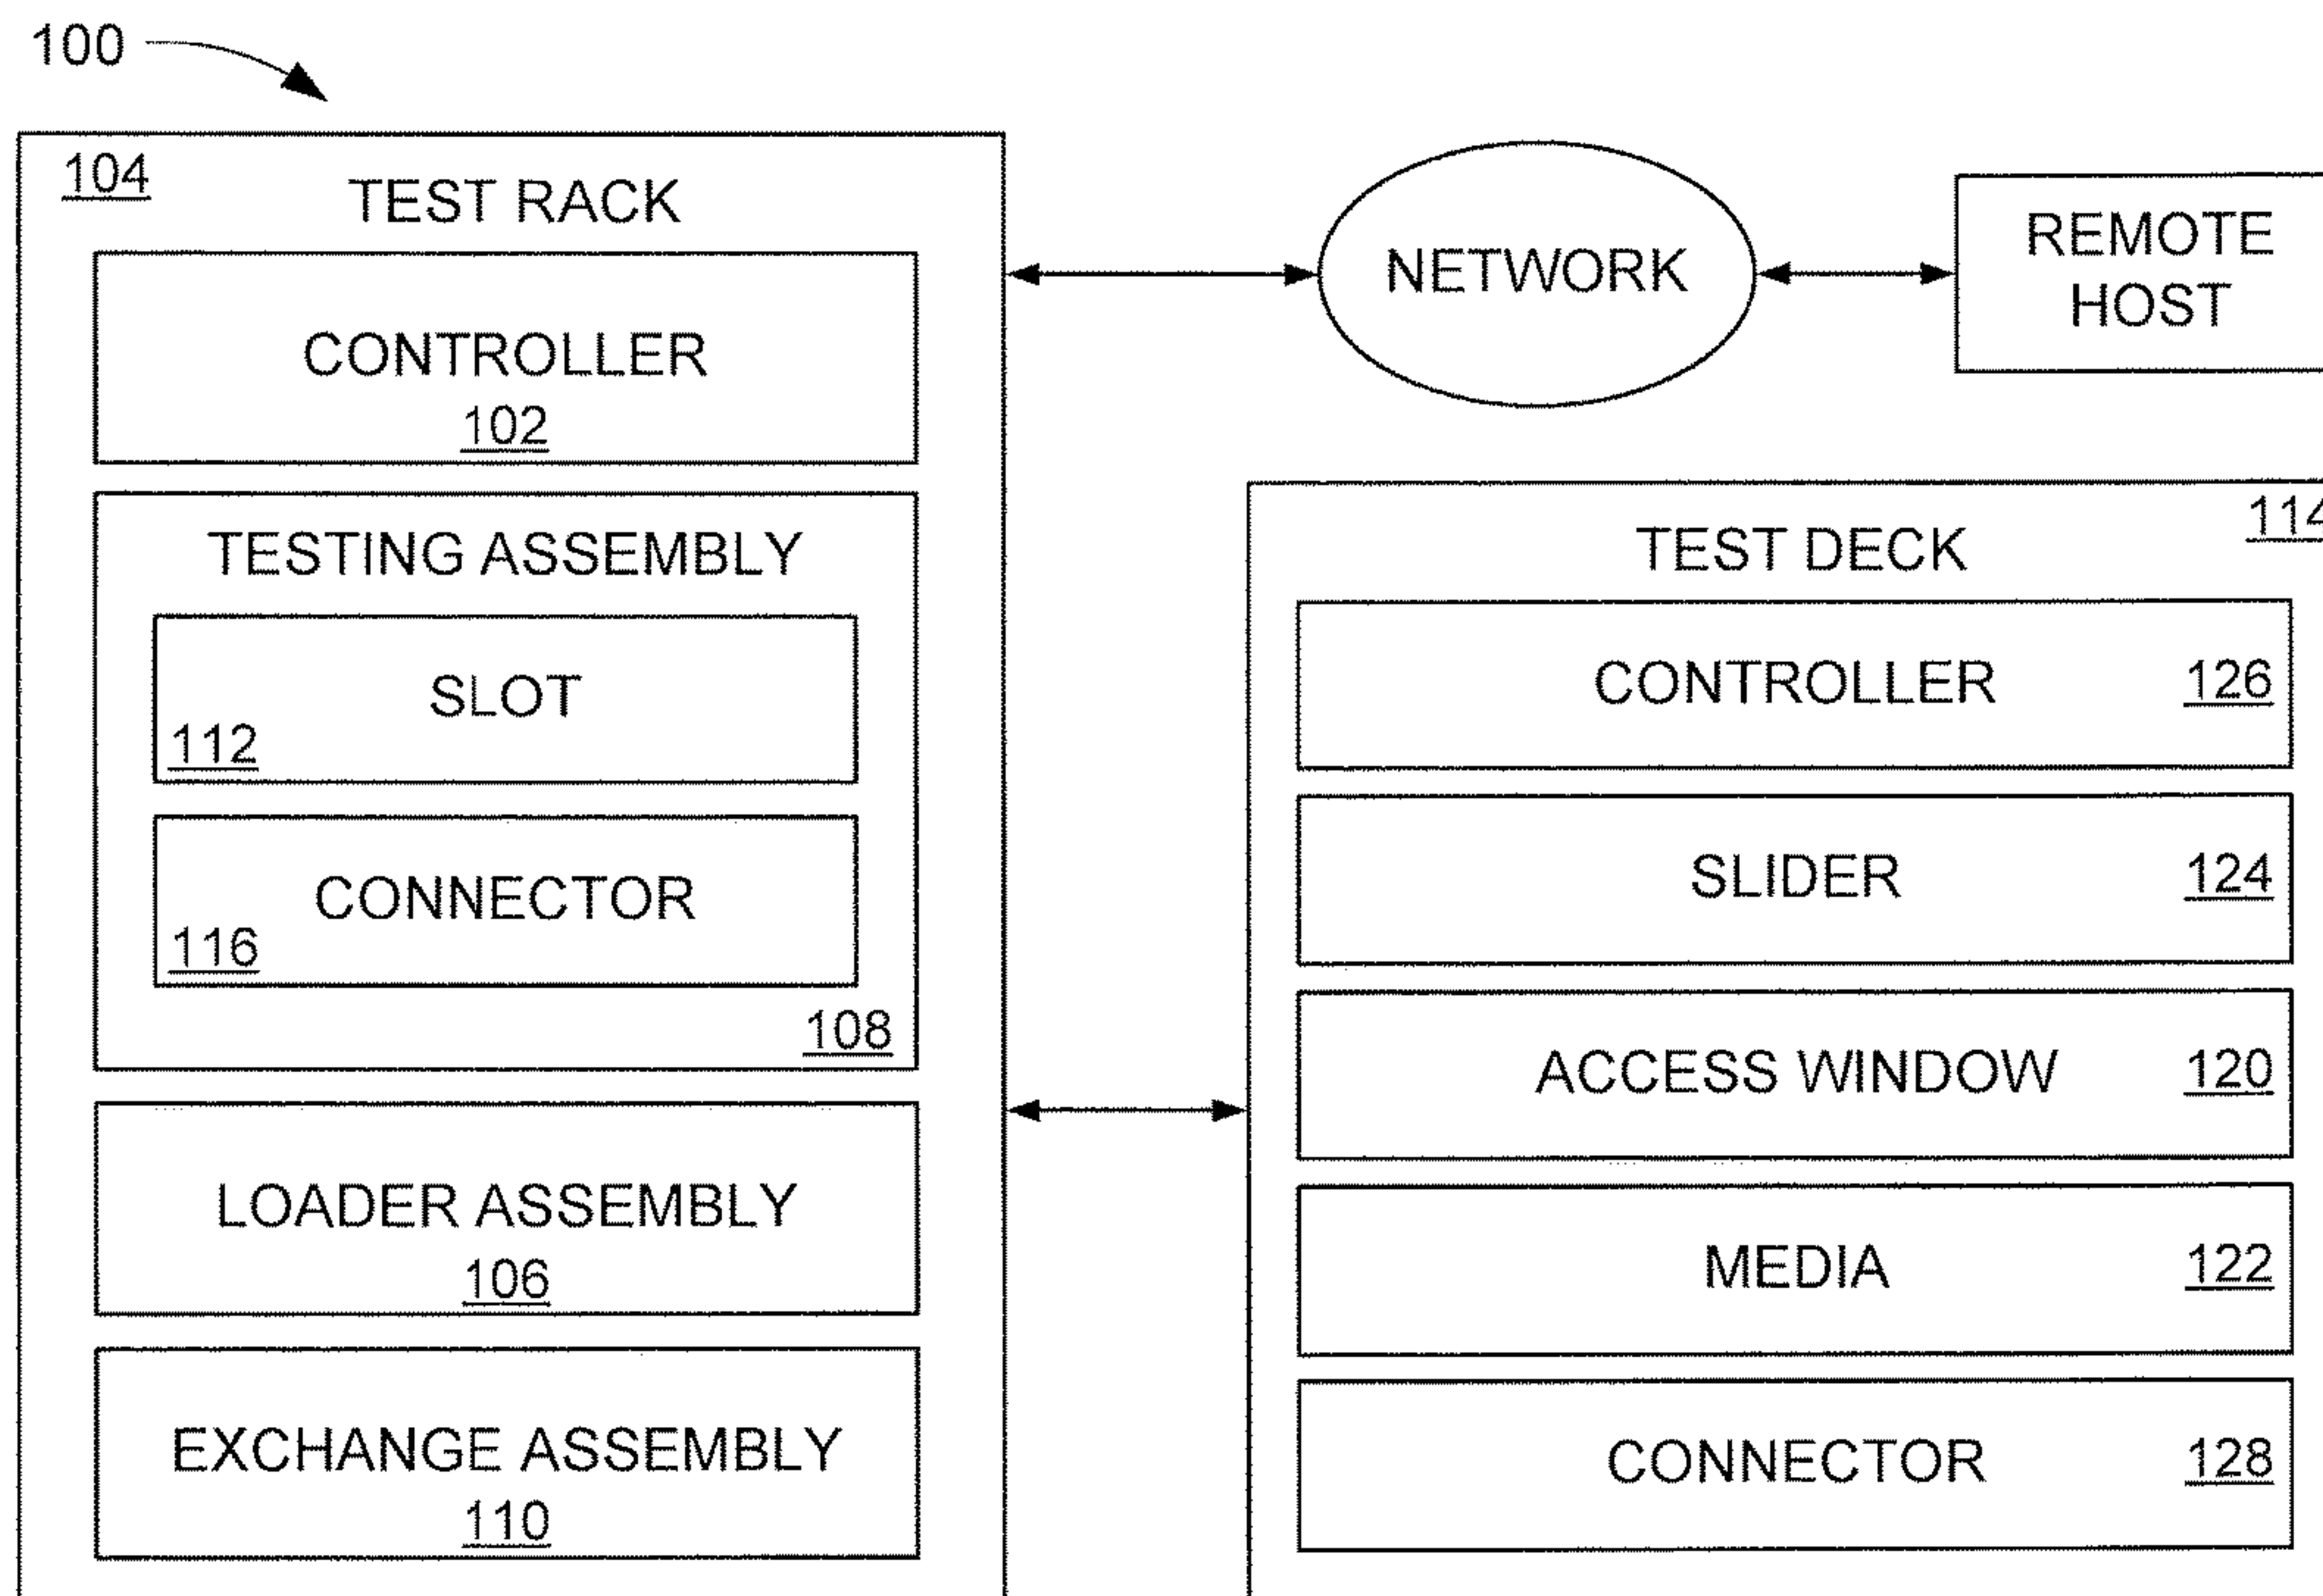 100
104
TEST RACK
CONTROLLER
102
TESTING ASSEMBLY
SLOT
112
CONNECTOR
116
108
LOADER ASSEMBLY
106
EXCHANGE ASSEMBLY
110
NETWORK
REMOTE
HOST
114
TEST DECK
CONTROLLER 126
SLIDER 124
ACCESS WINDOW 120
MEDIA 122
CONNECTOR 128